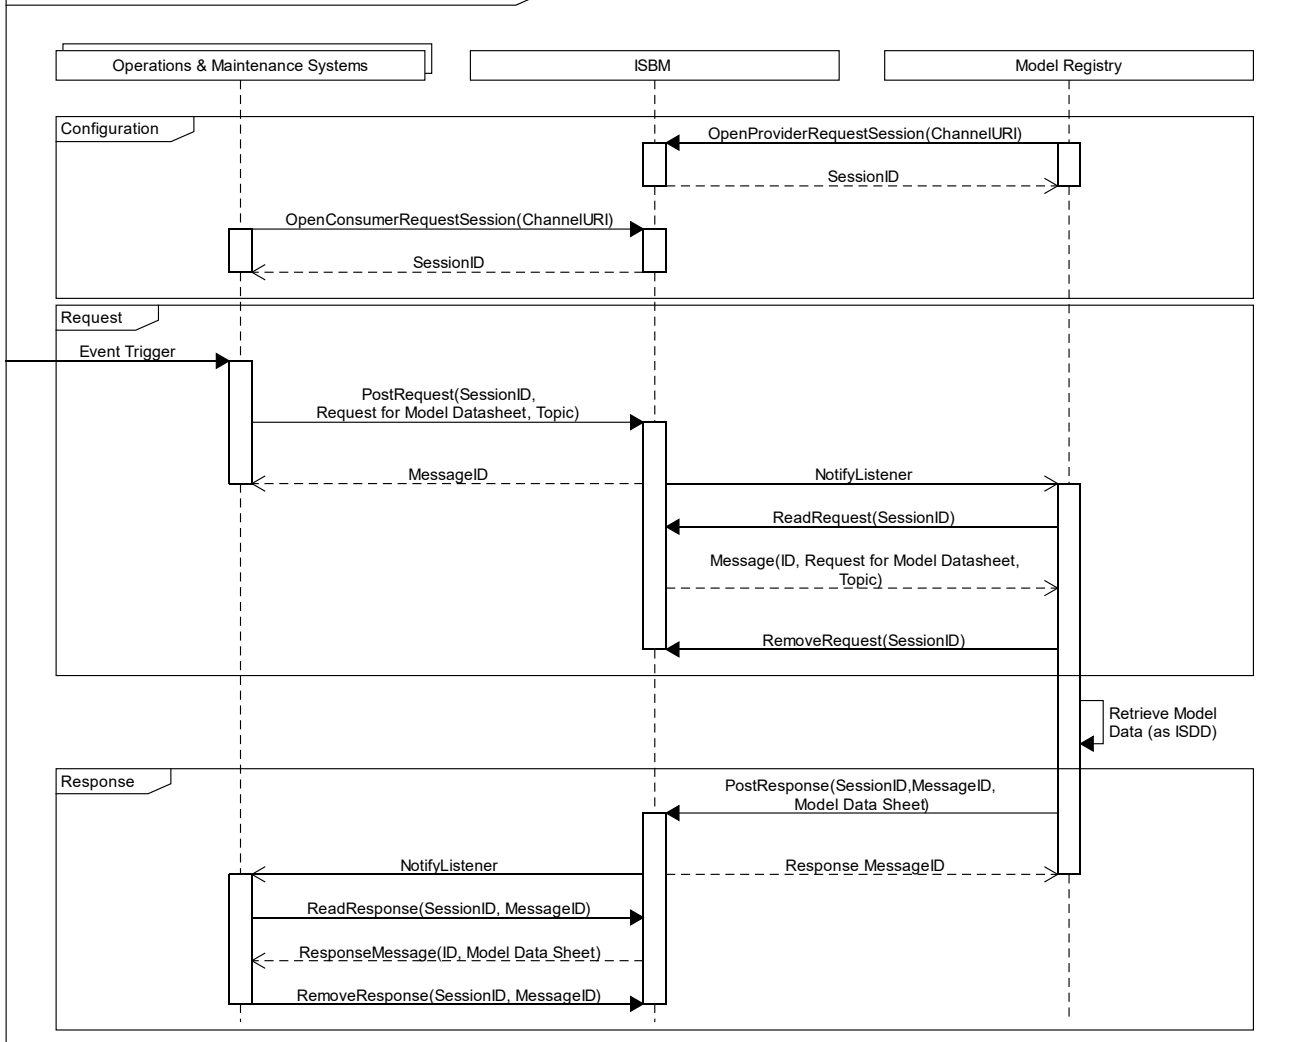 Operations & Maintenance Systems
ISBM
Model Registry
Configuration
OpenProviderRequestSession(ChannelURI)
SessionID
OpenConsumerRequestSession(ChannelURI)
SessionID
Request
Event Trigger
PostRequest(SessionID,
Request for Model Datasheet, Topic)
MessageID
NotifyListener
ReadRequest(SessionID)
Message(ID, Request for Model Datasheet,
Topic)
RemoveRequest(SessionID)
Retrieve Model
Data (as ISDD)
Response
PostResponse(SessionID,MessageID,
Model Data Sheet)
NotifyListener
Response MessageID
ReadResponse(SessionID, MessageID)
ResponseMessage(ID, Model Data Sheet)
RemoveResponse(SessionID, MessageID)